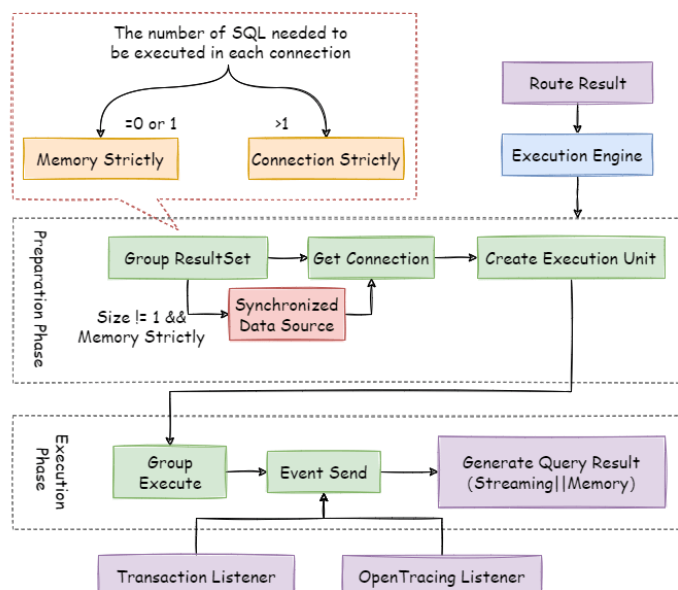 The number of SQL needed to
be executed in each connection
=0 or 1
>1
Memory Strictly
Connection Strictly
Route Result
Execution Engine
Preparation Phase
Group ResultSet
Get Connection
Create Execution Unit
Size != 1 &&
Memory Strictly
Synchronized
Data Source
Execution
Phase
Group
Execute
Event Send
Generate Query Result
(Streaming||Memory)
Transaction Listener
OpenTracing Listener